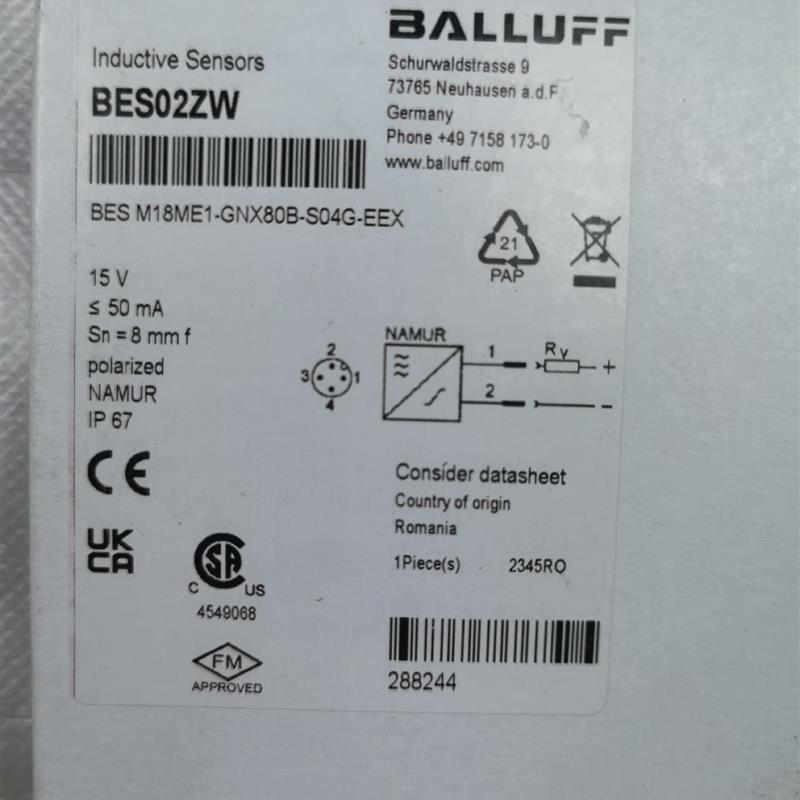 BALLUFF
Inductive Sensors
BES02ZW
Schurwaldstrasse 9
73765 Neuhausen a.d.F
Germany
Phone +49 7158 173-0
www.balluff.com
BES M18ME1-GNX80B-S04G-EEX
21
PAP
15 V
≤ 50 mA
Sn = 8 mm f
polarized
NAMUR
IP 67
2
3
1
4
NAMUR
1
Rv
+
2
-
CE
Consider datasheet
Country of origin
Romania
1Piece(s) 2345RO
UK
CA
SA
C US
4549068
FM
APPROVED
288244